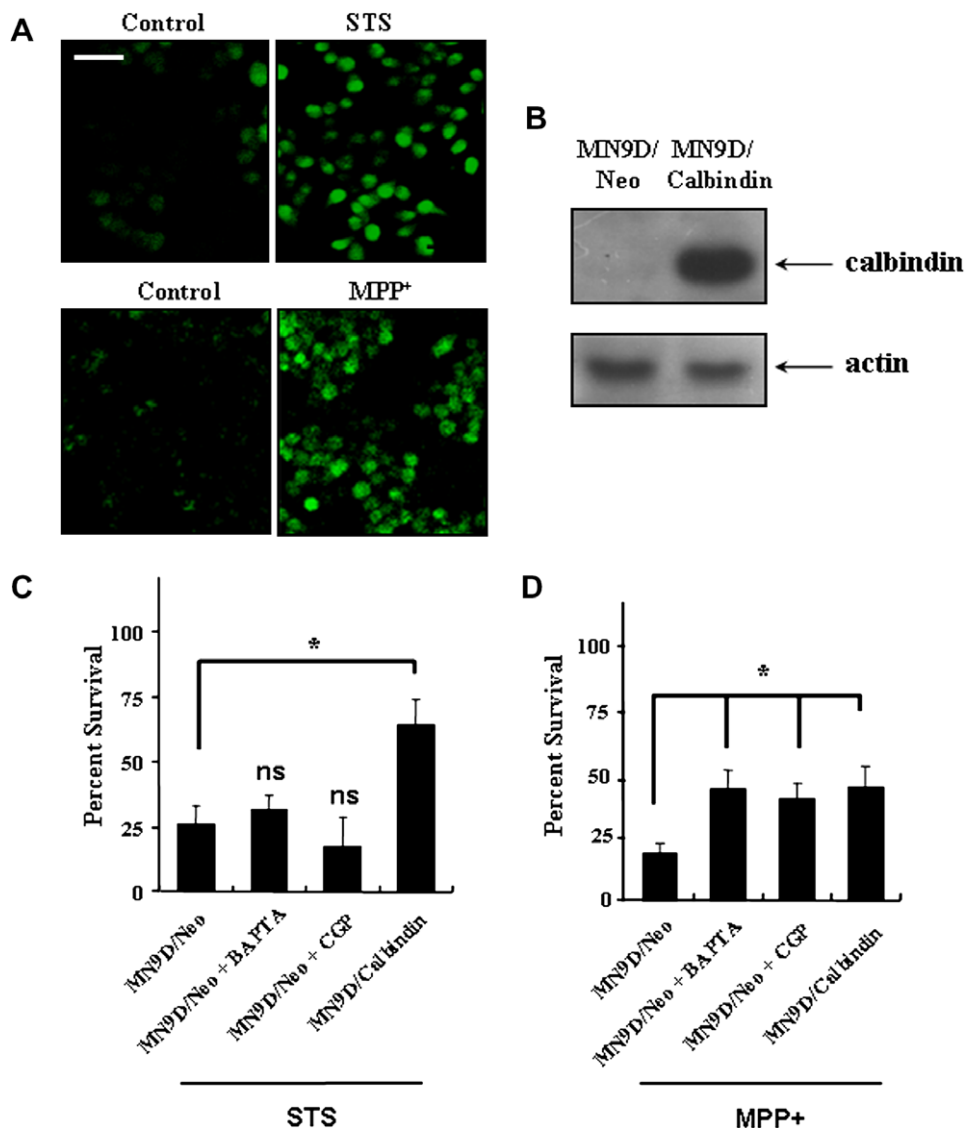 A
Control
STS
Control
MPP+
B
MN9D/
Neo
MN9D/
Calbindin
calbindin
actin
C
Percent Survival
100
75
50
25
0
*
ns
ns
MN9D/Neo
MN9D/Neo + BAPTA
MN9D/Neo + CGP
MN9D/Calbindin
STS
D
Percent Survival
100
75
50
25
0
*
MN9D/Neo
MN9D/Neo + BAPTA
MN9D/Neo + CGP
MN9D/Calbindin
MPP+